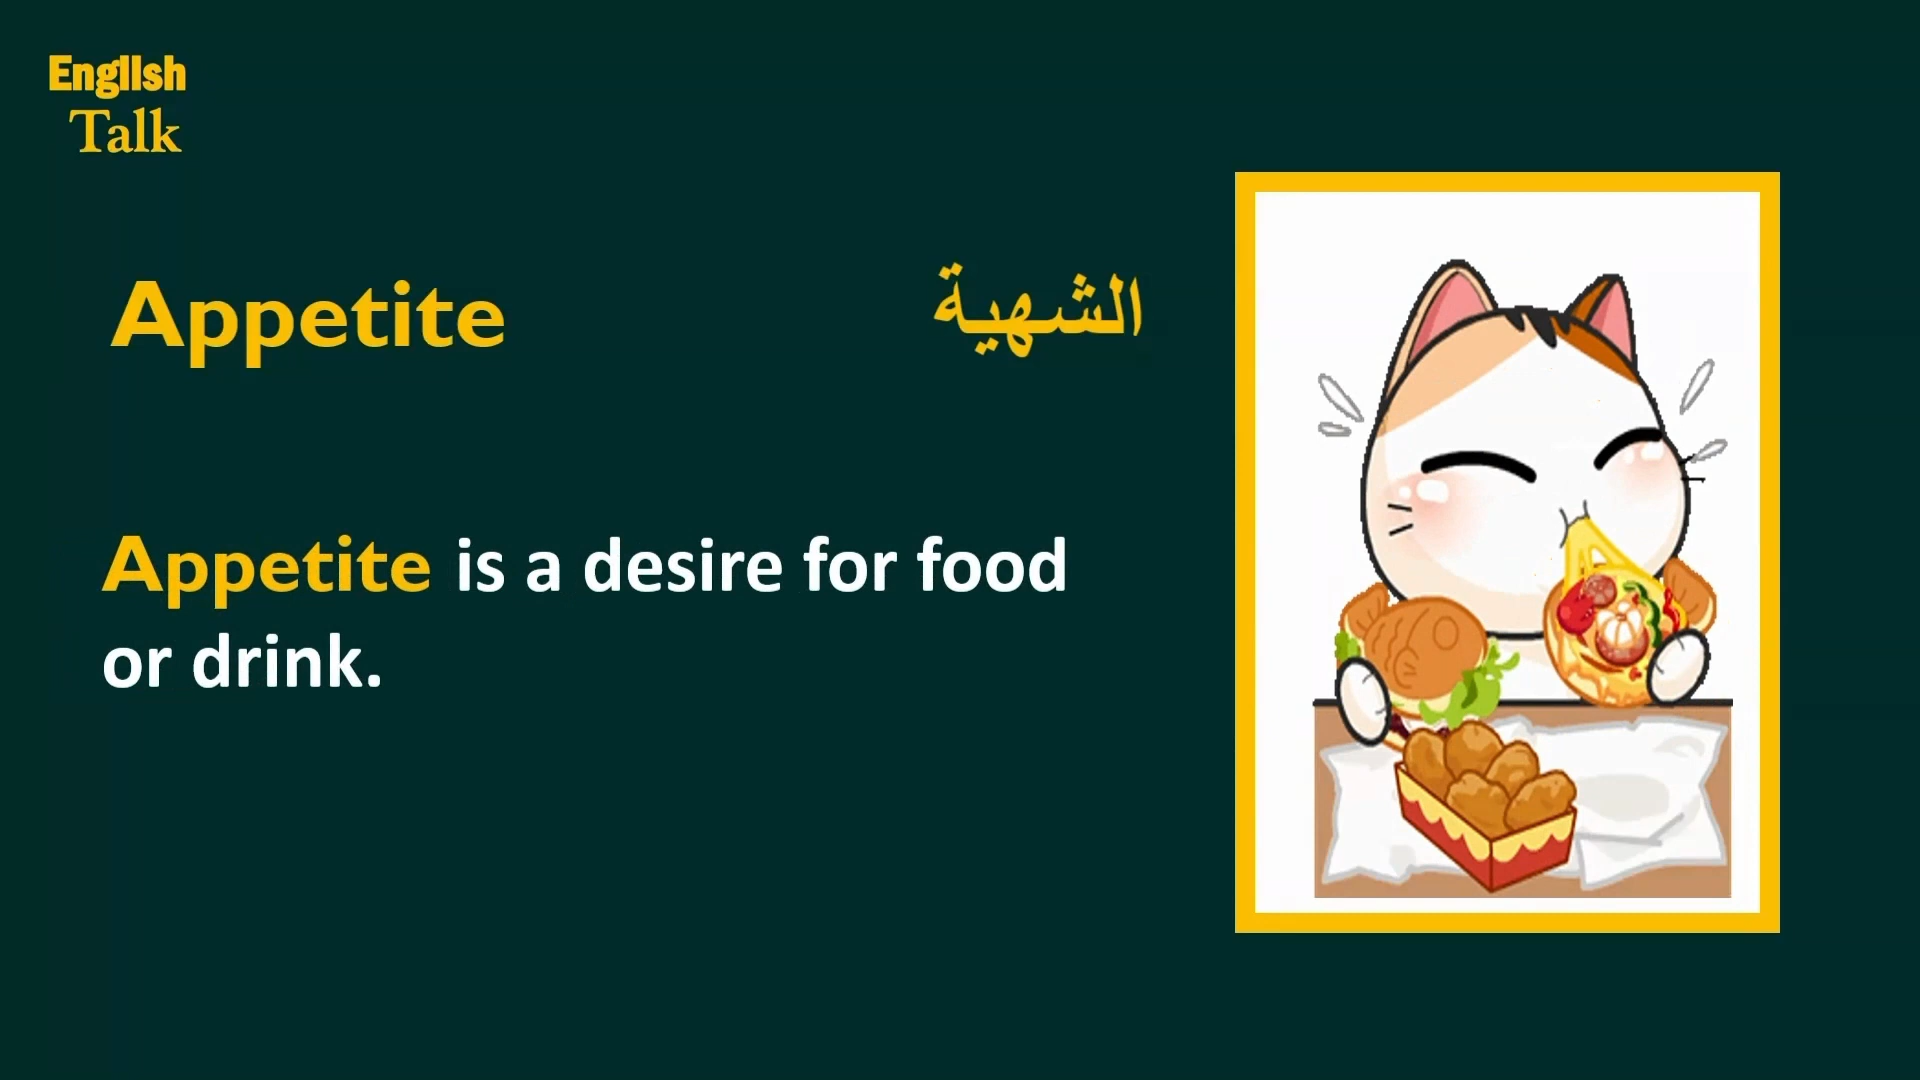 English
Talk
Appetite
الشهية
Appetite is a desire for food
or drink.